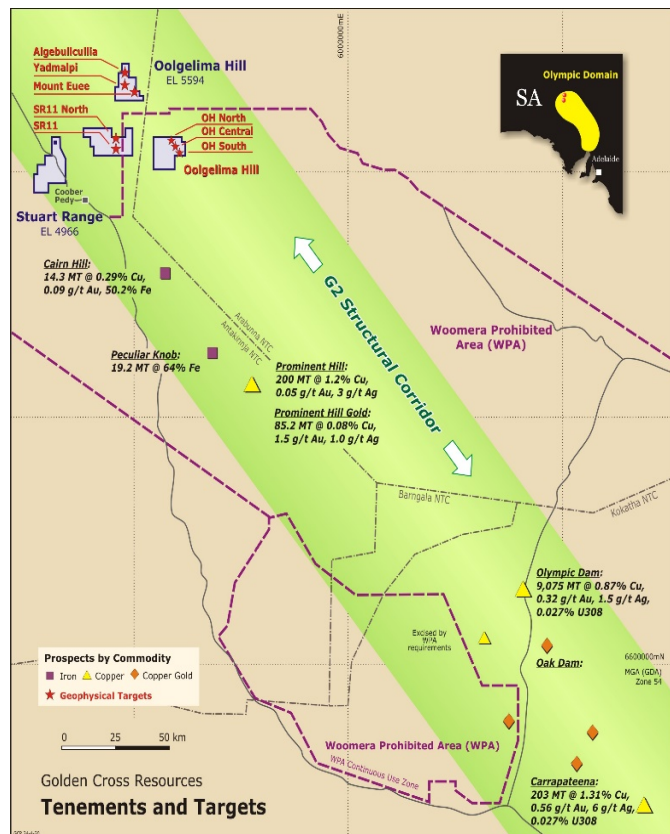 6000000mE
Algebullcullia
Yadmalpi
Mount Euee
Oolgelima Hill
EL 5594
SR11 North
SR11
OH North
OH Central
OH South
Oolgelima Hill
Coober
Pedy
Stuart Range
EL 4966
Olympic Domain
SA
Adelaide
Cairn Hill:
14.3 MT @ 0.29% Cu,
0.09 g/t Au, 50.2% Fe
G2 Structural Corridor
Arabunna NTC
Antakirinja NTC
Woomera Prohibited
Area (WPA)
Peculiar Knob:
19.2 MT @ 64% Fe
Prominent Hill:
200 MT @ 1.2% Cu,
0.05 g/t Au, 3 g/t Ag
Prominent Hill Gold:
85.2 MT @ 0.08% Cu,
1.5 g/t Au, 1.0 g/t Ag
Barngala NTC
Kokatha NTC
Olympic Dam:
9,075 MT @ 0.87% Cu,
0.32 g/t Au, 1.5 g/t Ag,
0.027% U308
Excised by
WPA
requirements
Oak Dam:
6600000mN
MGA (GDA)
Zone 54
Prospects by Commodity
Iron Copper Copper Gold
Geophysical Targets
0 25 50 km
Woomera Prohibited Area (WPA)
WPA Continuous Use Zone
Carrapateena:
203 MT @ 1.31% Cu,
0.56 g/t Au, 6 g/t Ag,
0.027% U308
Golden Cross Resources
Tenements and Targets